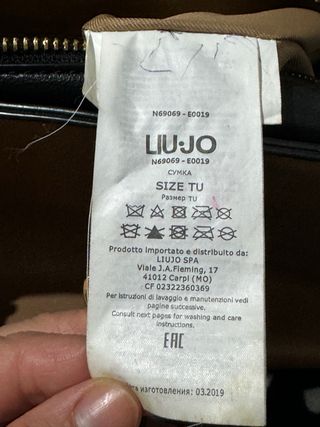 N69069 - E0019
LIU·JO
N69069 - E0019
СУМКА
SIZE TU
Размер TU
Prodotto importato e distribuito da:
LIUJO SPA
Viale J.A.Fleming, 17
41012 Carpi (MO)
CF 02322360369
Per istruzioni di lavaggio e manutenzioni vedi
pagine successive.
Consult next pages for washing and care
instructions.
EAC
изготовления: 03.2019